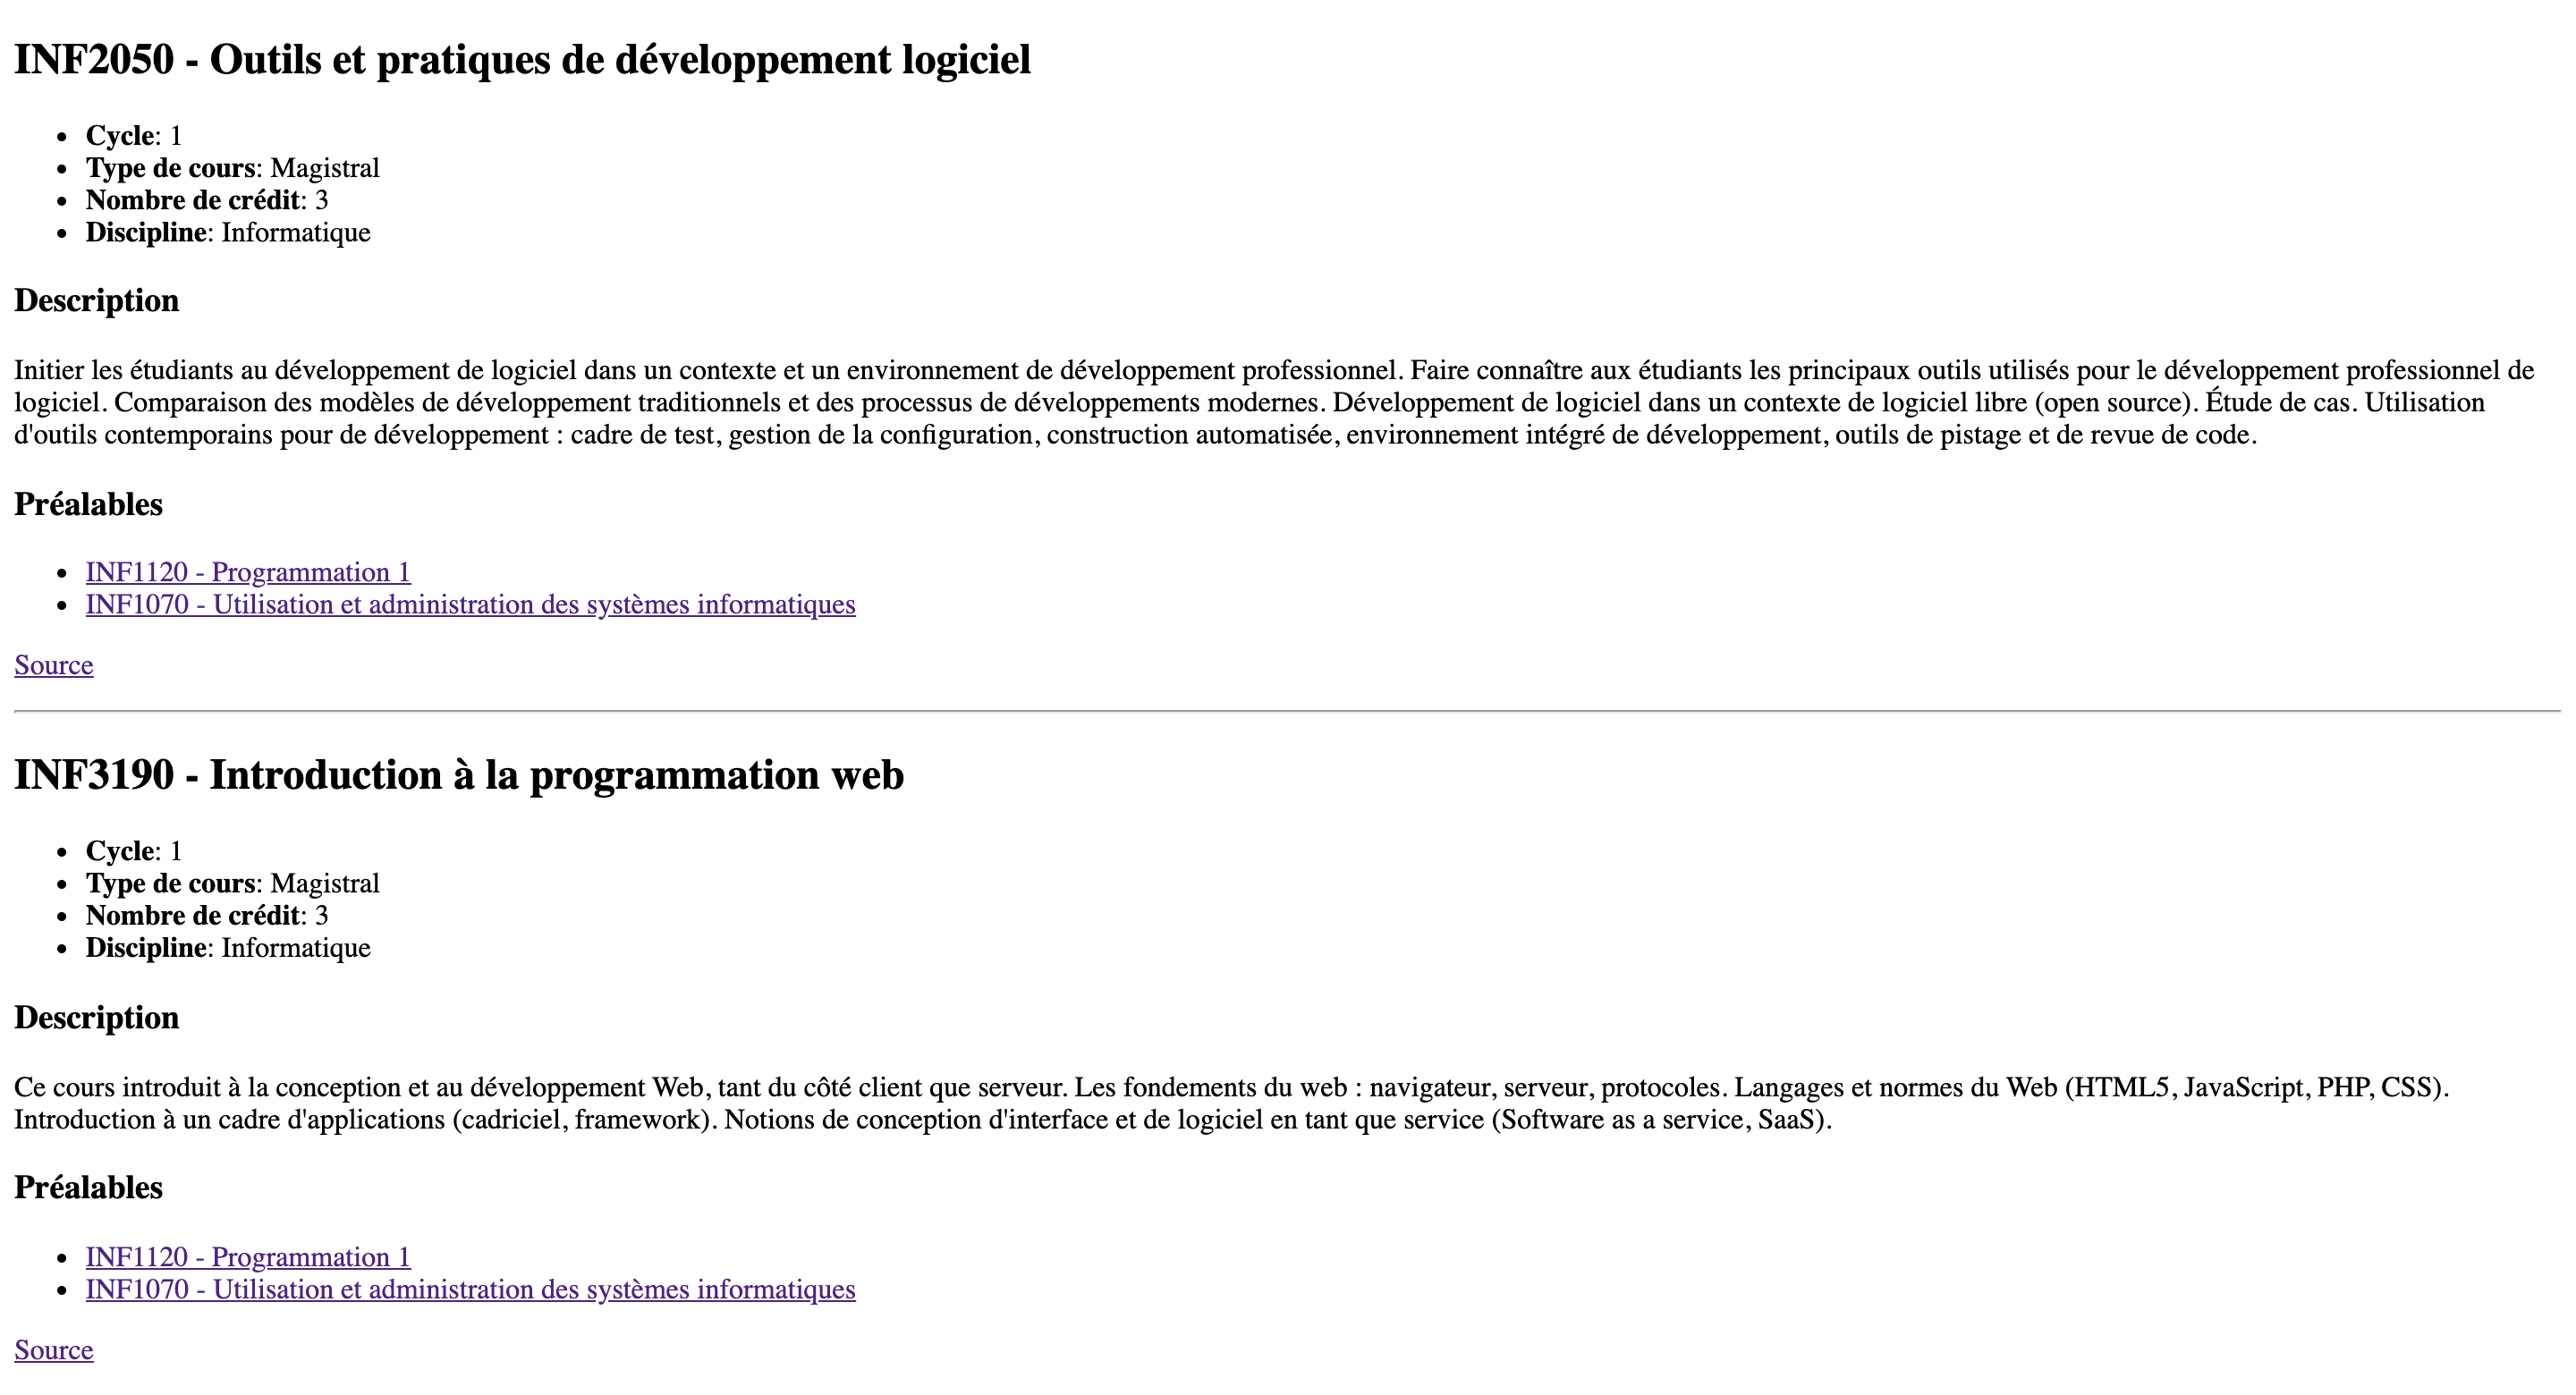 INF2050 - Outils et pratiques de développement logiciel
Cycle: 1
Type de cours: Magistral
Nombre de crédit: 3
Discipline: Informatique
Description
Initier les étudiants au développement de logiciel dans un contexte et un environnement de développement professionnel. Faire connaître aux étudiants les principaux outils utilisés pour le développement professionnel de
logiciel. Comparaison des modèles de développement traditionnels et des processus de développements modernes. Développement de logiciel dans un contexte de logiciel libre (open source). Étude de cas. Utilisation
d'outils contemporains pour de développement : cadre de test, gestion de la configuration, construction automatisée, environnement intégré de développement, outils de pistage et de revue de code.
Préalables
INF1120 - Programmation 1
INF1070 - Utilisation et administration des systèmes informatiques
Source
INF3190 - Introduction à la programmation web
Cycle: 1
Type de cours: Magistral
Nombre de crédit: 3
Discipline: Informatique
Description
Ce cours introduit à la conception et au développement Web, tant du côté client que serveur. Les fondements du web : navigateur, serveur, protocoles. Langages et normes du Web (HTML5, JavaScript, PHP, CSS).
Introduction à un cadre d'applications (cadriciel, framework). Notions de conception d'interface et de logiciel en tant que service (Software as a service, SaaS).
Préalables
INF1120 - Programmation 1
INF1070 - Utilisation et administration des systèmes informatiques
Source